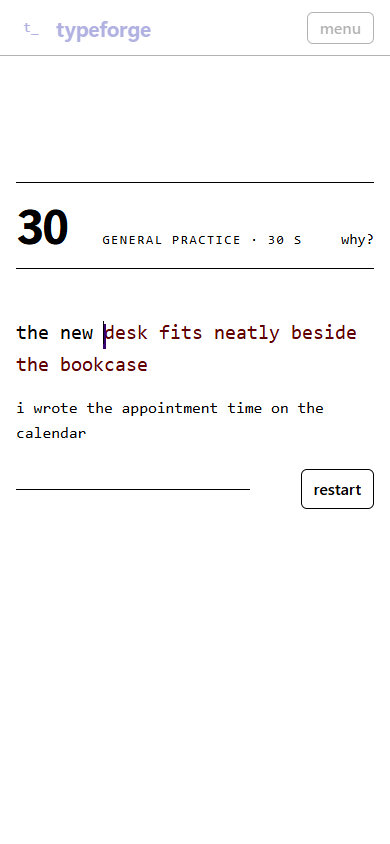 t_ typeforge menu
30 GENERAL PRACTICE · 30 S why?
the new desk fits neatly beside
the bookcase
i wrote the appointment time on the
calendar
restart